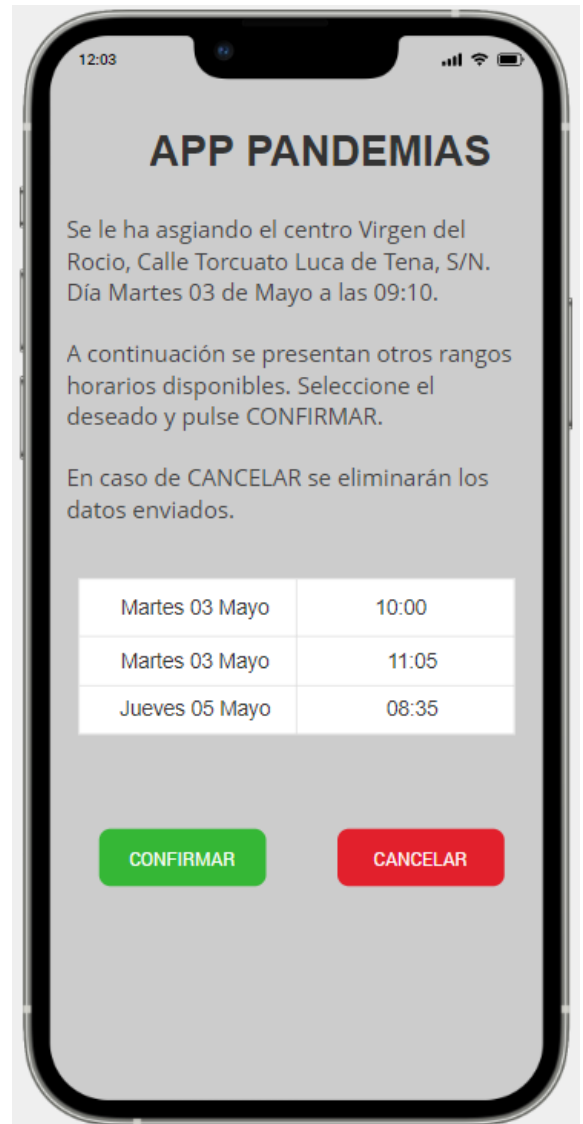 12:03
APP PANDEMIAS
Se le ha asgiando el centro Virgen del
Rocio, Calle Torcuato Luca de Tena, S/N.
Día Martes 03 de Mayo a las 09:10.
A continuación se presentan otros rangos
horarios disponibles. Seleccione el
deseado y pulse CONFIRMAR.
En caso de CANCELAR se eliminarán los
datos enviados.
Martes 03 Mayo 10:00
Martes 03 Mayo 11:05
Jueves 05 Mayo 08:35
CONFIRMAR CANCELAR